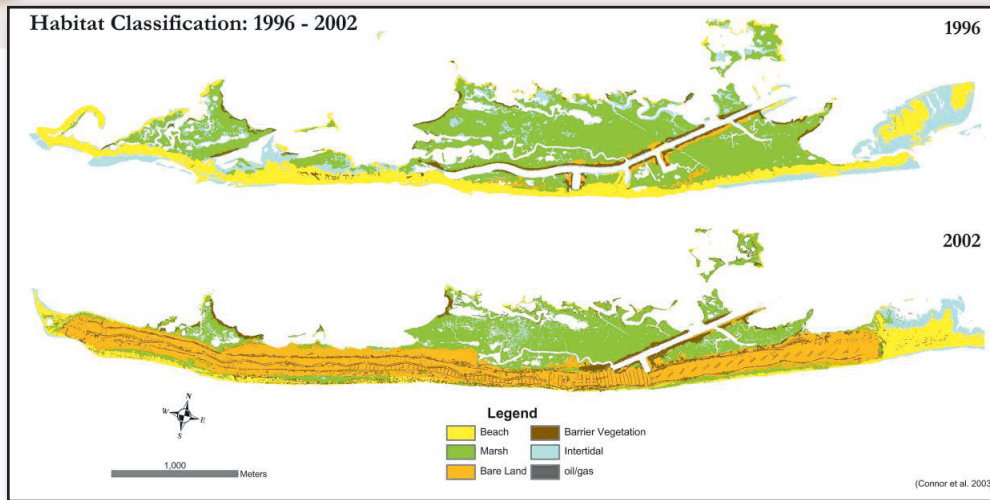 Habitat Classification: 1996 - 2002
1996
2002
N
W E
S
1,000
Meters
Legend
Beach
Marsh
Bare Land
Barrier Vegetation
Intertidal
oil/gas
(Connor et al. 2003